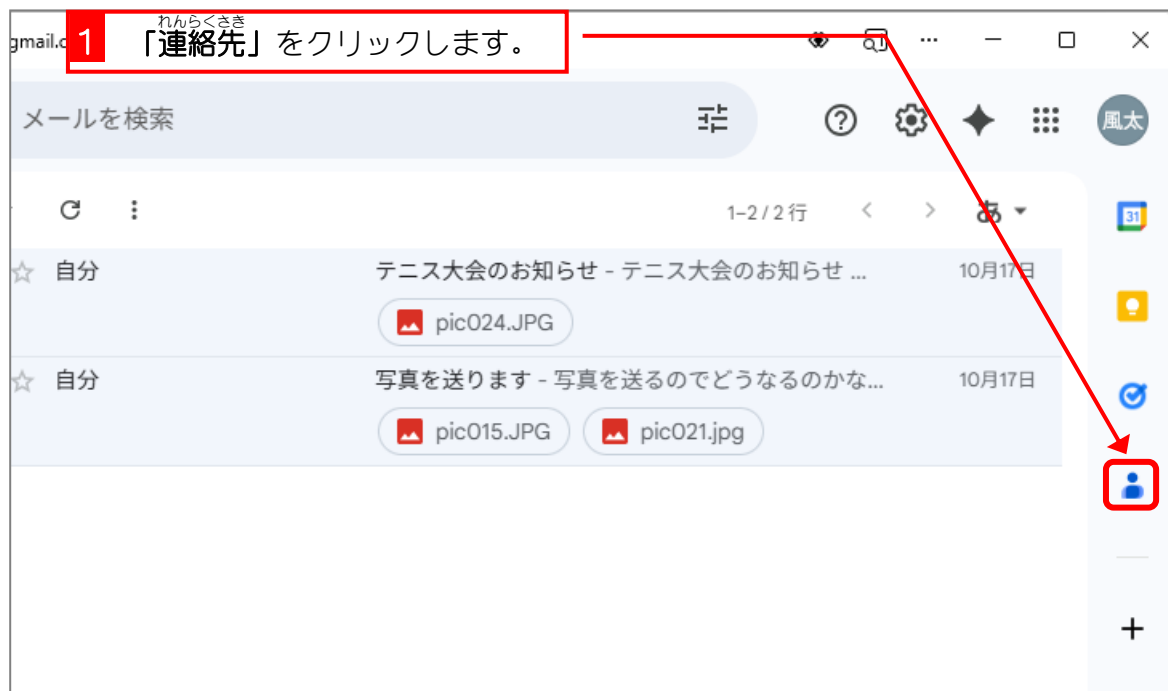 gmail.c
1
れんらくさき
「連絡先」をクリックします。
メールを検索
風太
1–2 / 2 行
あ
31
自分
テニス大会のお知らせ - テニス大会のお知らせ ...
10月17日
pic024.JPG
自分
写真を送ります - 写真を送るのでどうなるのかな...
10月17日
pic015.JPG
pic021.jpg